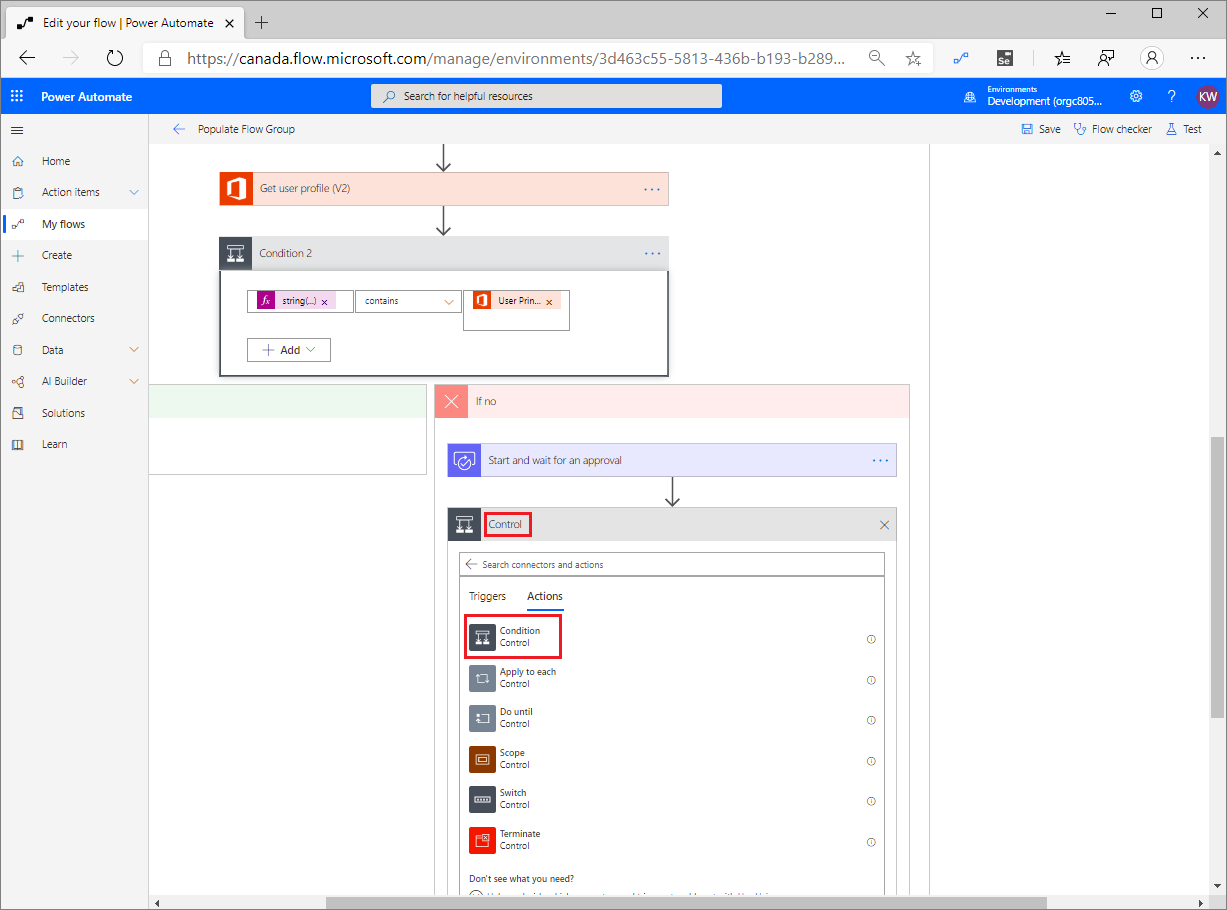 Edit your flow | Power Automate
https://canada.flow.microsoft.com/manage/environments/3d463c55-5813-436b-b193-b289...
Se
Power Automate
Search for helpful resources
Environments
Development (orgc805...
?
KW
Populate Flow Group
Save
Flow checker
Test
Home
Action items
My flows
Create
Templates
Connectors
Data
AI Builder
Solutions
Learn
Get user profile (V2)
Condition 2
fx string(...) x
contains
User Prin... x
Add
If no
Start and wait for an approval
Control
Search connectors and actions
Triggers Actions
Condition
Control
Apply to each
Control
Do until
Control
Scope
Control
Switch
Control
Terminate
Control
Don't see what you need?